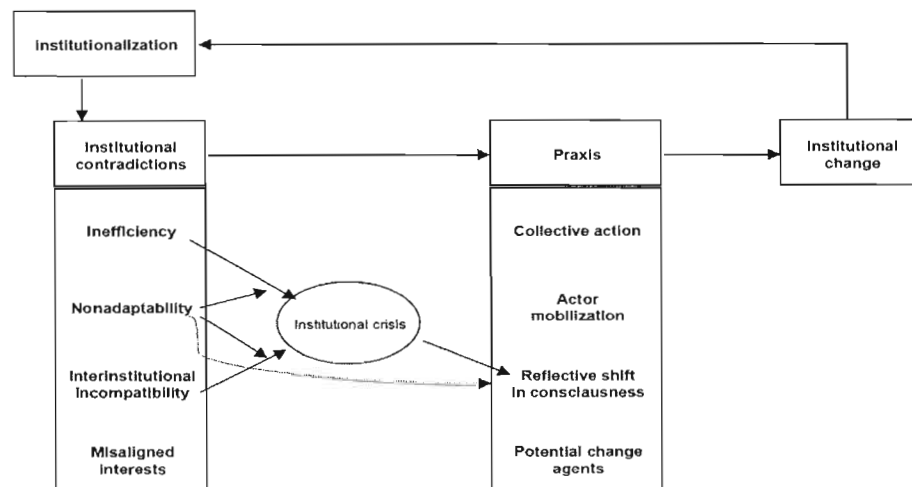 institutionalization
Institutional
contradictions
Praxis
Institutional
change
Inefficiency
Nonadaptability
Interinstitutional
Incompatibility
Misaligned
interests
Institutional crisis
Collective action
Actor
mobilization
Reflective shift
in consciausness
Potential change
agents